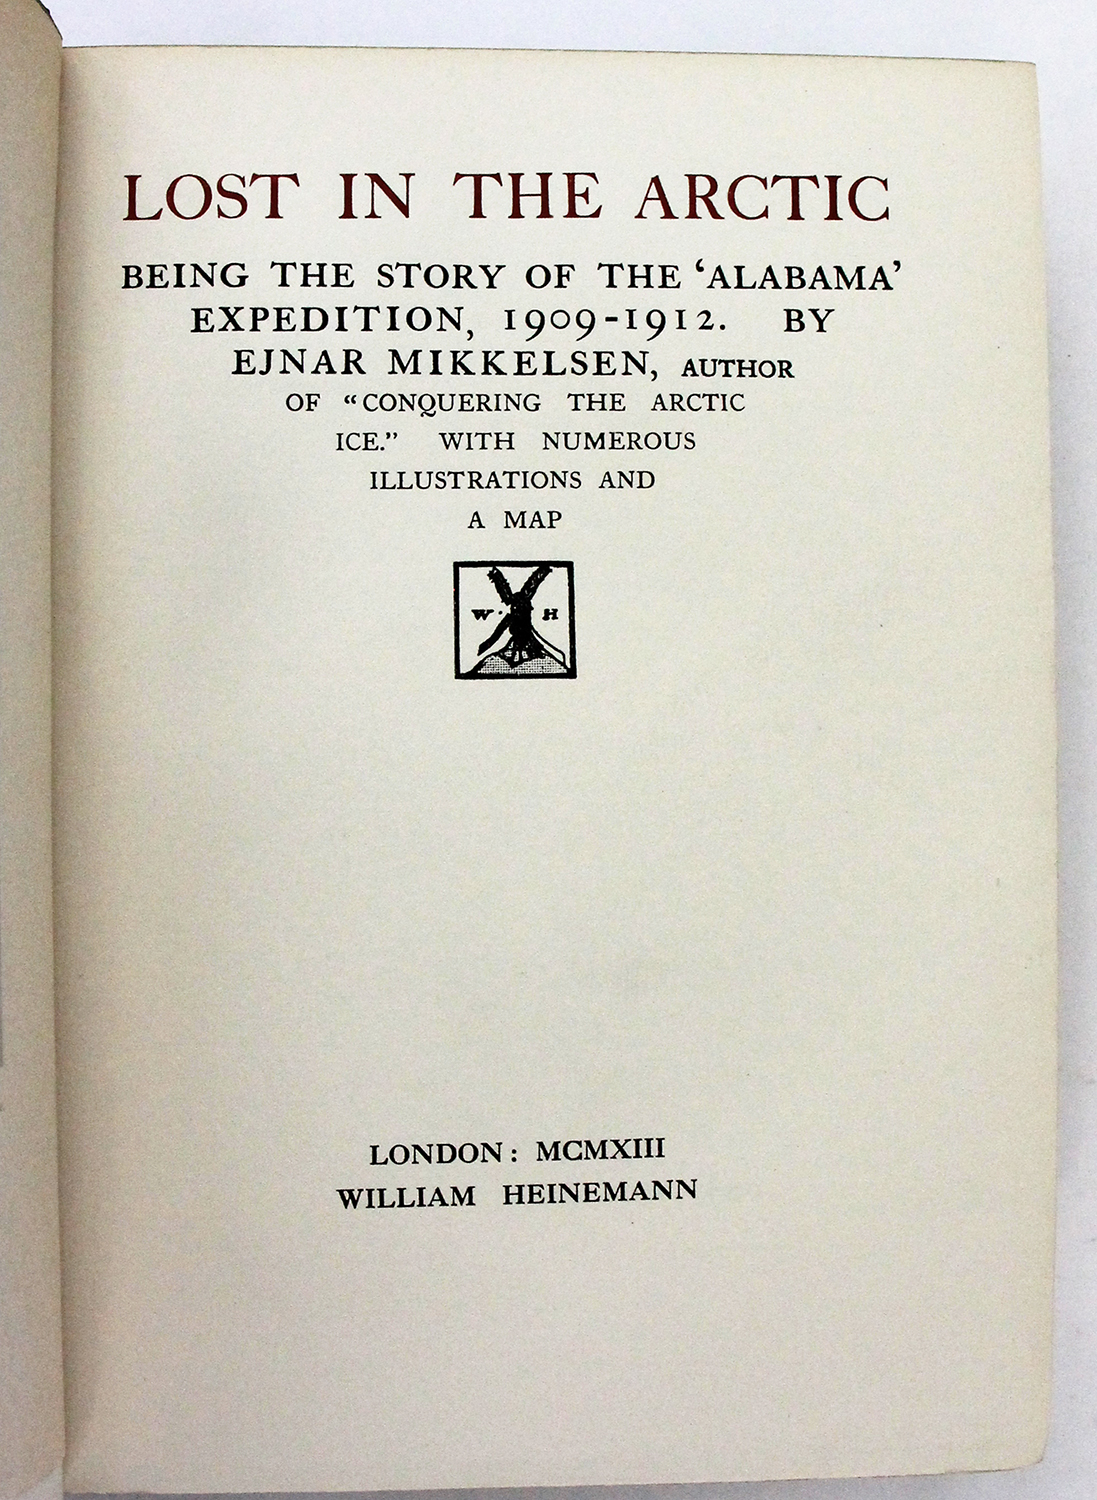 LOST IN THE ARCTIC
BEING THE STORY OF THE ‘ALABAMA’
EXPEDITION, 1909-1912. BY
EJNAR MIKKELSEN, AUTHOR
OF “CONQUERING THE ARCTIC
ICE.” WITH NUMEROUS
ILLUSTRATIONS AND
A MAP
W H
LONDON: MCMXIII
WILLIAM HEINEMANN